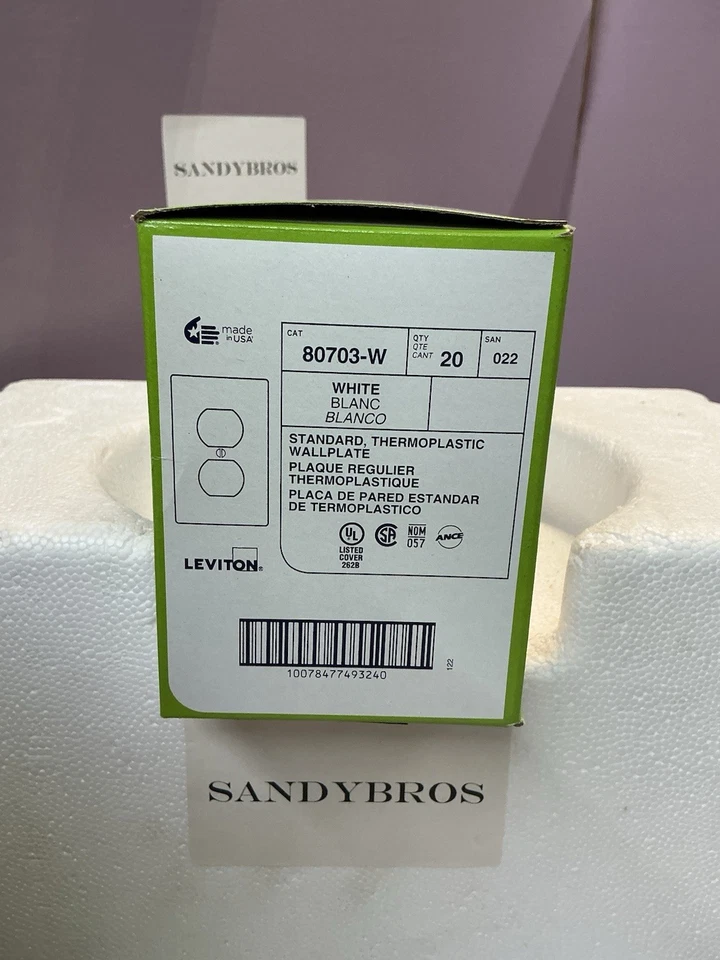 SANDYBROS
made
in USA
CAT
80703-W
QTY
QTE
CANT
20
SAN
022
WHITE
BLANC
BLANCO
STANDARD, THERMOPLASTIC
WALLPLATE
PLAQUE REGULIER
THERMOPLASTIQUE
PLACA DE PARED ESTANDAR
DE TERMOPLASTICO
UL
LISTED
COVER
262B
SA
NOM
057
ANCE
LEVITON®
10078477493240
122
SANDYBROS